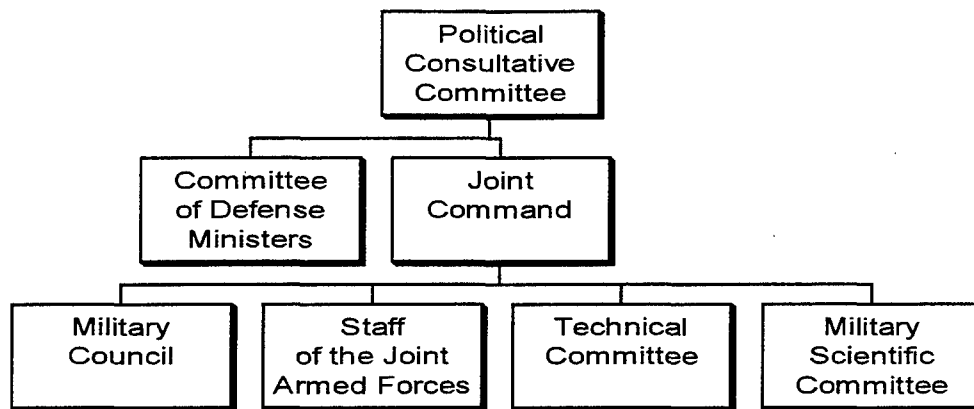 Political
Consultative
Committee
Committee
of Defense
Ministers
Joint
Command
Military
Council
Staff
of the Joint
Armed Forces
Technical
Committee
Military
Scientific
Committee